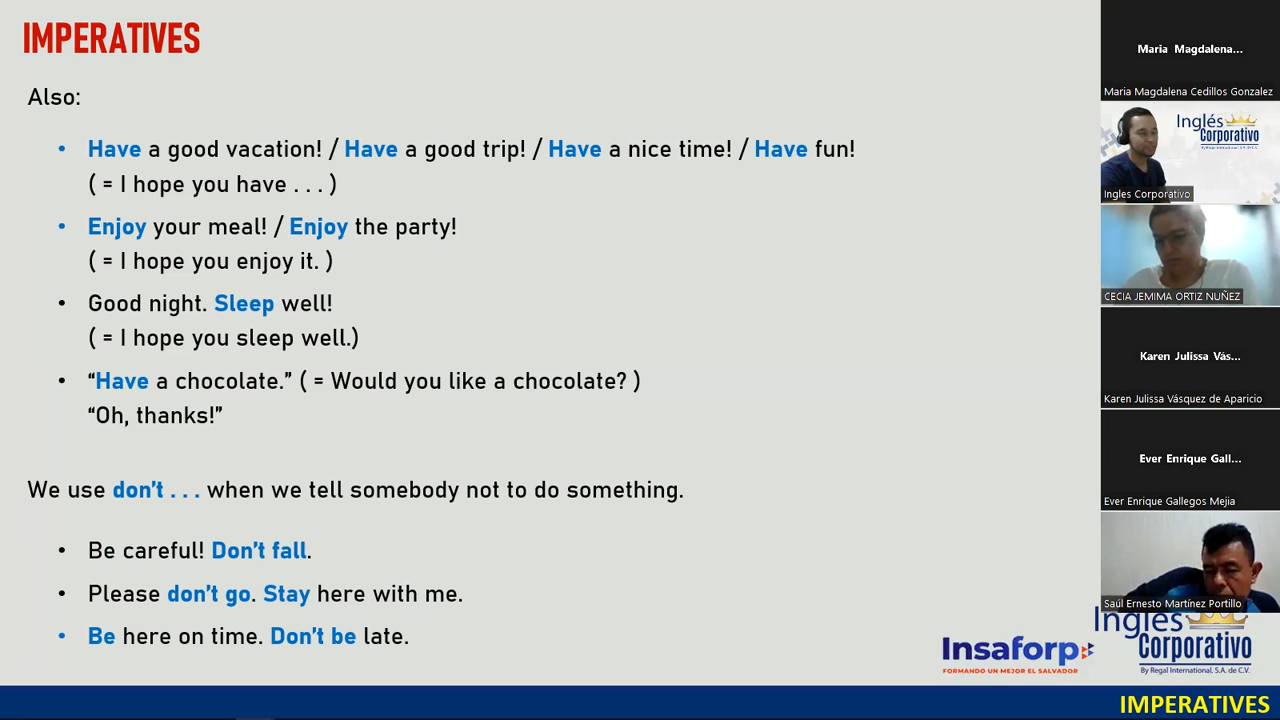 IMPERATIVES
Also:
• Have a good vacation! / Have a good trip! / Have a nice time! / Have fun!
( = I hope you have . . . )
• Enjoy your meal! / Enjoy the party!
( = I hope you enjoy it. )
• Good night. Sleep well!
( = I hope you sleep well.)
• “Have a chocolate.” ( = Would you like a chocolate? )
“Oh, thanks!”
We use don’t . . . when we tell somebody not to do something.
• Be careful! Don’t fall.
• Please don’t go. Stay here with me.
• Be here on time. Don’t be late.
Insaforp
FORMANDO UN MEJOR EL SALVADOR
Inglés
Corporativo
By Regal International, S.A. de C.V.
IMPERATIVES
Maria Magdalena...
Maria Magdalena Cedillos Gonzalez
Inglés
Corporativo
By Regal International, S.A. de C.V.
Ingles Corporativo
CECIA JEMIMA ORTIZ NUÑEZ
Karen Julissa Vás...
Karen Julissa Vásquez de Aparicio
Ever Enrique Gall...
Ever Enrique Gallegos Mejia
Saúl Ernesto Martínez Portillo